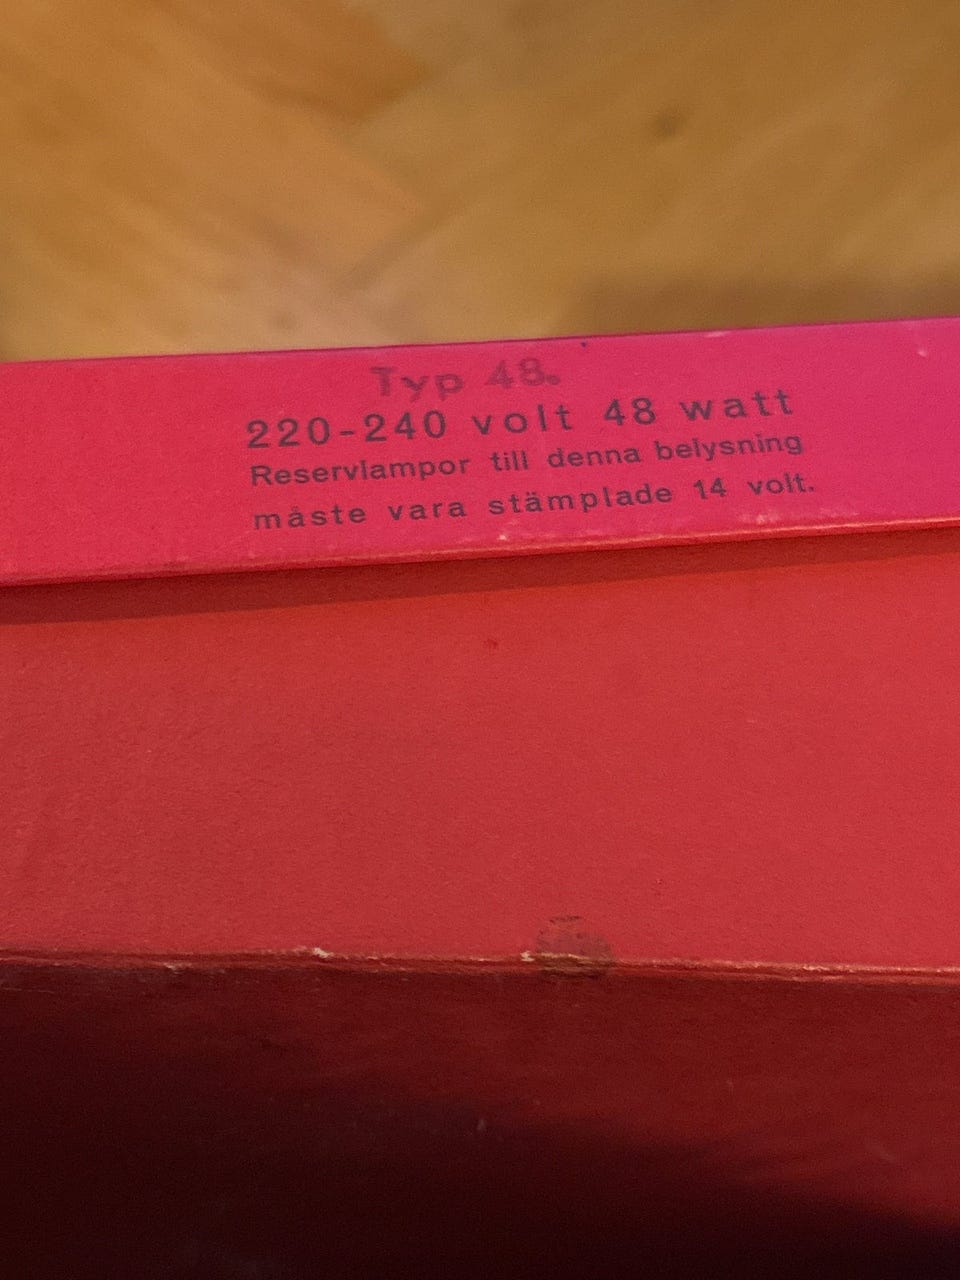 Typ 48.
220-240 volt 48 watt
Reservlampor till denna belysning
måste vara stämplade 14 volt.